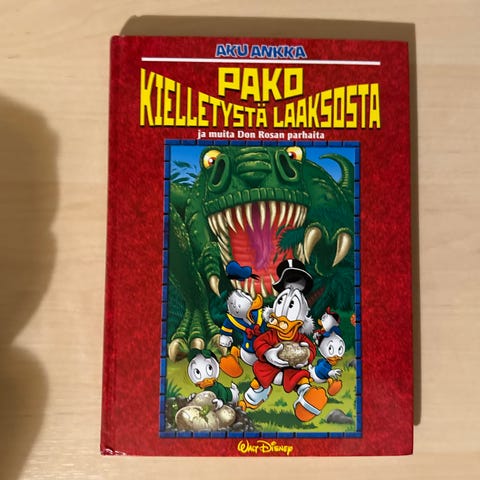 AKU ANKKA
PAKO
KIELLETYSTÄ LAAKSOSTA
ja muita Don Rosan parhaita
WALT DISNEY